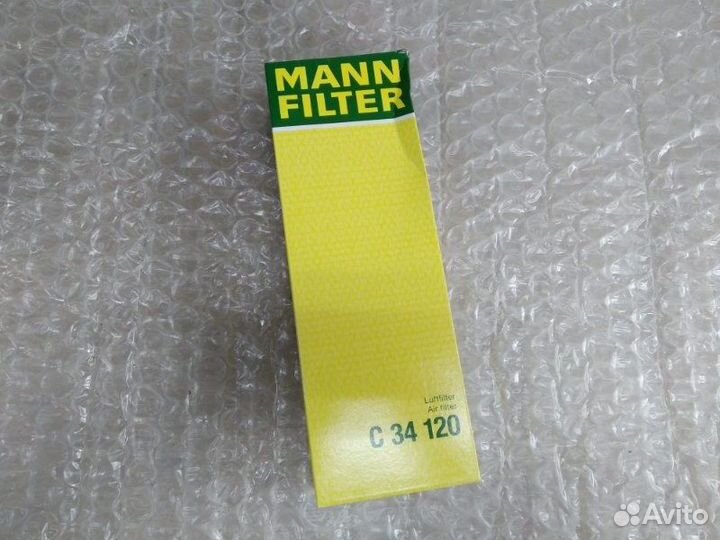 MANN
FILTER
Luftfilter
Air filter
C 34 120
Avito